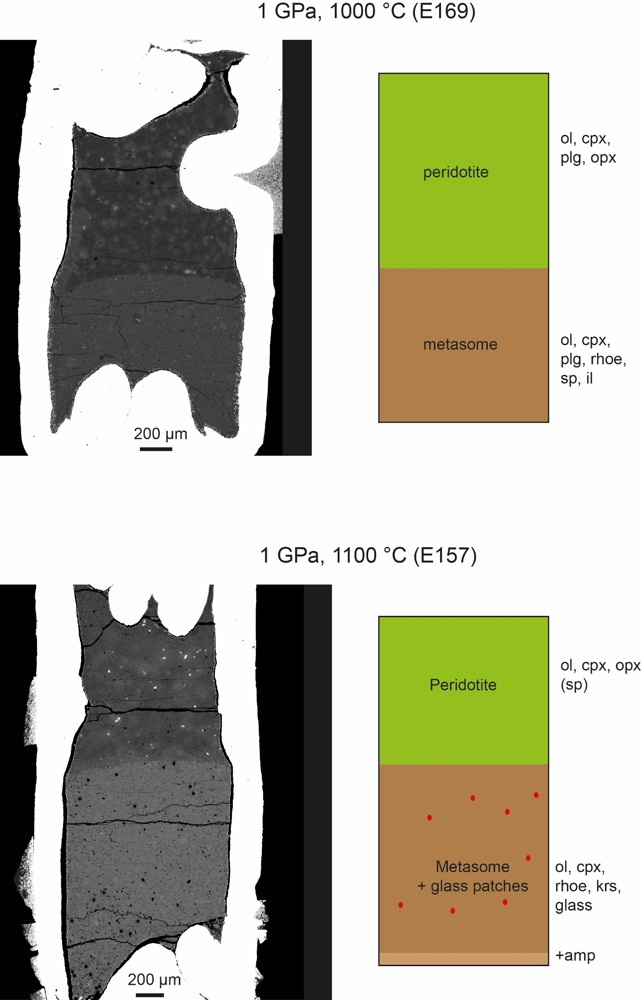 1 GPa, 1000 °C (E169)
ol, cpx,
plg, opx
peridotite
metasome
ol, cpx,
plg, rhoe,
sp, il
200 µm
1 GPa, 1100 °C (E157)
ol, cpx, opx
(sp)
Peridotite
Metasome
+ glass patches
ol, cpx,
rhoe, krs,
glass
+amp
200 µm